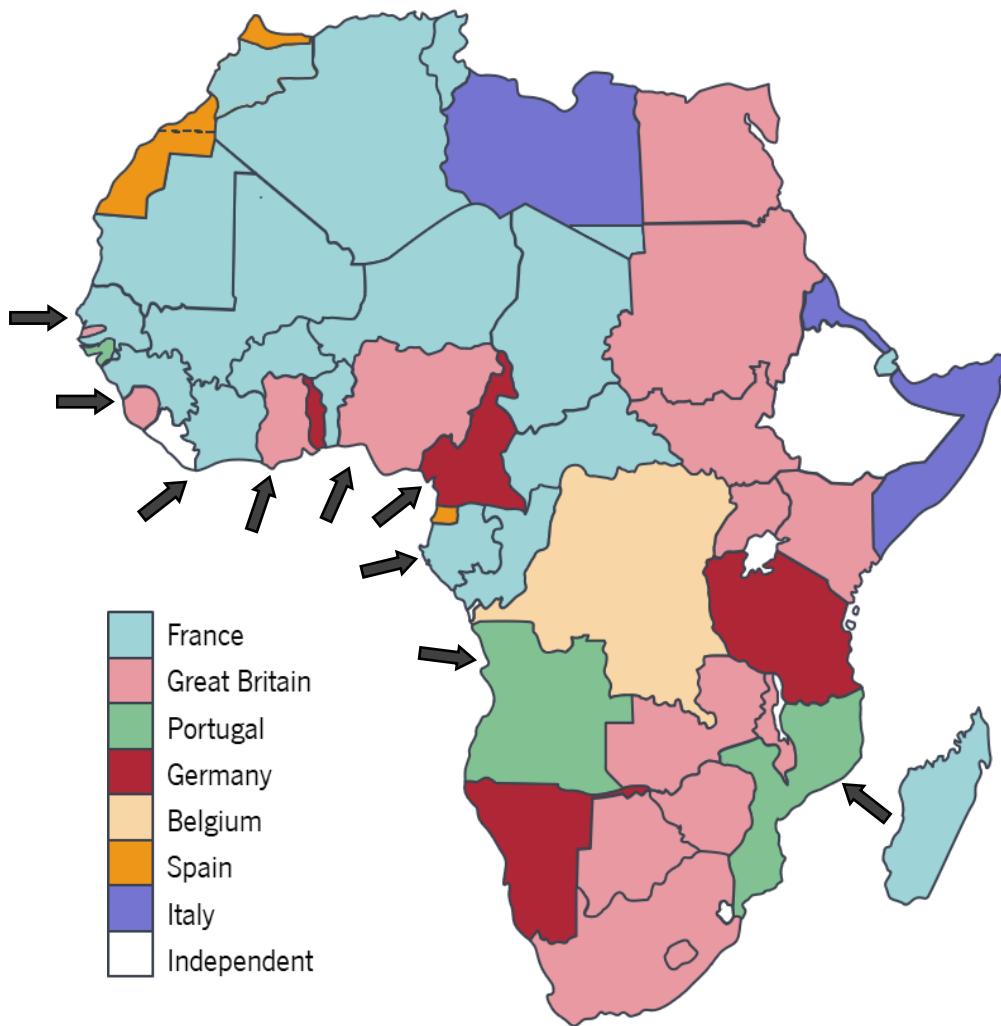 France
Great Britain
Portugal
Germany
Belgium
Spain
Italy
Independent